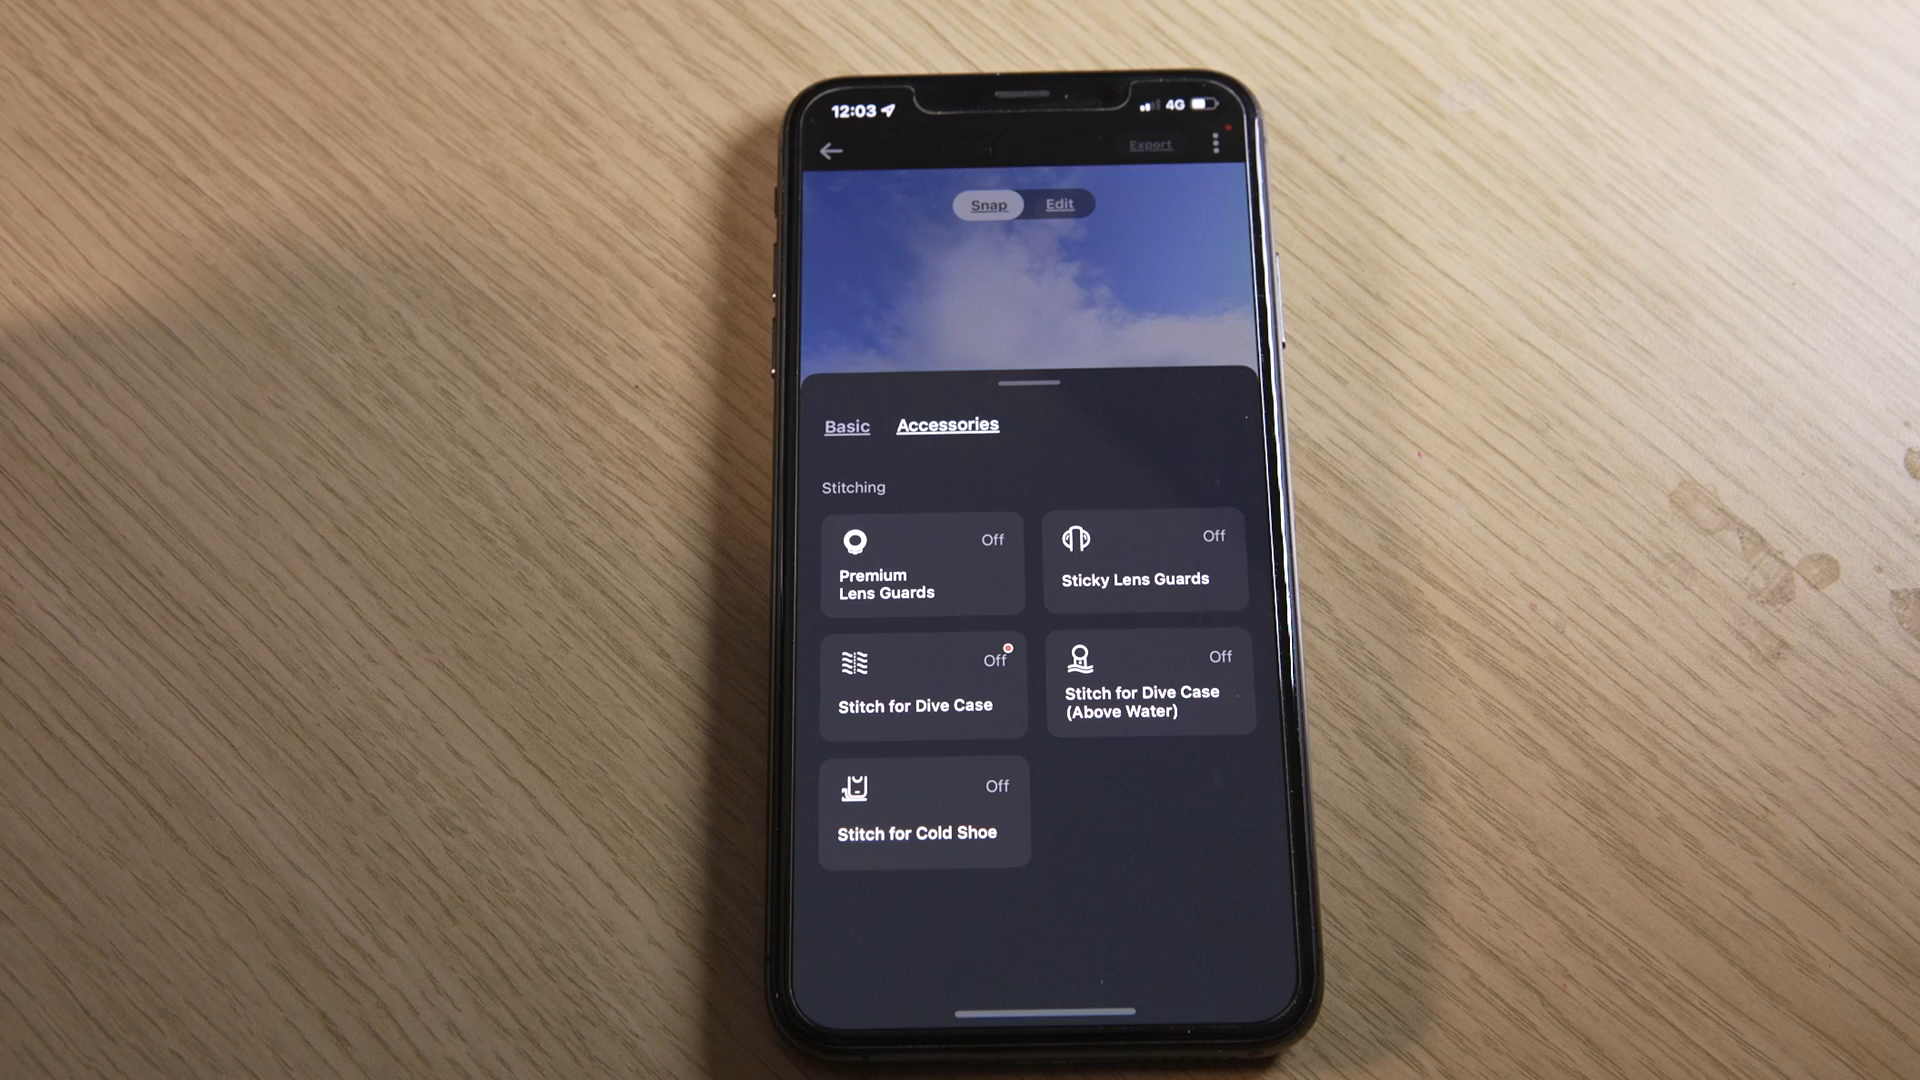 12:03
4G
Export
Snap
Edit
Basic
Accessories
Stitching
Off
Premium
Lens Guards
Off
Sticky Lens Guards
Off
Stitch for Dive Case
Off
Stitch for Dive Case
(Above Water)
Off
Stitch for Cold Shoe